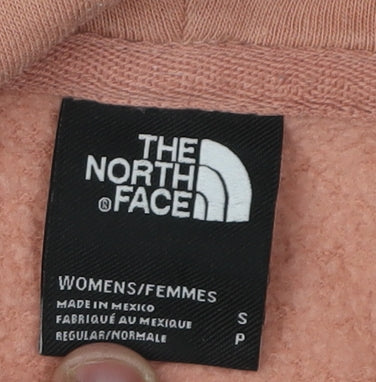 THE
NORTH
®FACE
WOMENS/FEMMES
MADE IN MEXICO
FABRIQUÉ AU MEXIQUE
REGULAR/NORMALE
S
P